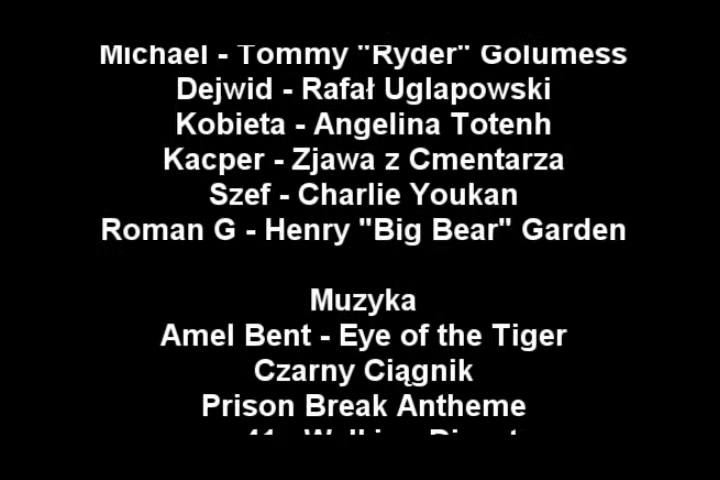 Michael - Tommy "Ryder" Golumess
Dejwid - Rafał Uglapowski
Kobieta - Angelina Totenh
Kacper - Zjawa z Cmentarza
Szef - Charlie Youkan
Roman G - Henry "Big Bear" Garden
Muzyka
Amel Bent - Eye of the Tiger
Czarny Ciągnik
Prison Break Antheme